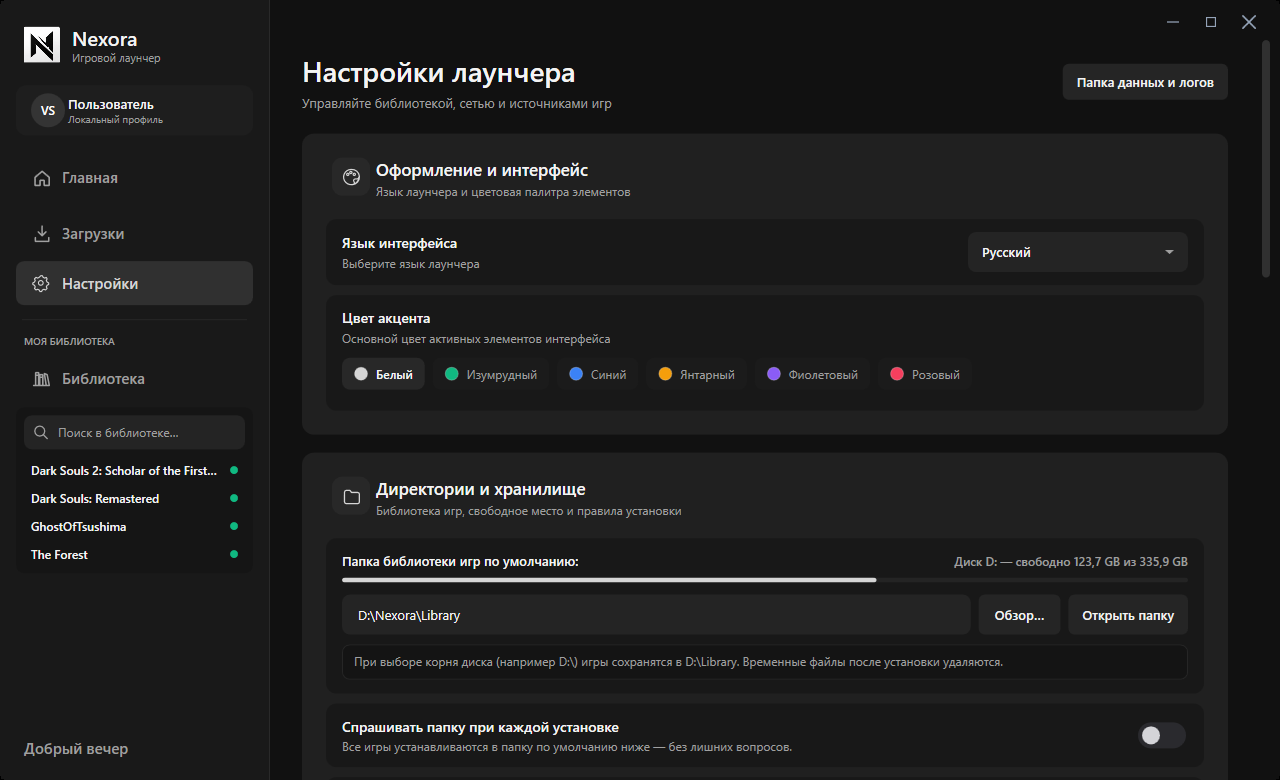 Nexora
Игровой лаунчер
VS
Пользователь
Локальный профиль
Главная
Загрузки
Настройки
МОЯ БИБЛИОТЕКА
Библиотека
Поиск в библиотеке...
Dark Souls 2: Scholar of the First...
Dark Souls: Remastered
GhostOfTsushima
The Forest
Добрый вечер
Настройки лаунчера
Управляйте библиотекой, сетью и источниками игр
Папка данных и логов
Оформление и интерфейс
Язык лаунчера и цветовая палитра элементов
Язык интерфейса
Выберите язык лаунчера
Русский
Цвет акцента
Основной цвет активных элементов интерфейса
Белый Изумрудный Синий Янтарный Фиолетовый Розовый
Директории и хранилище
Библиотека игр, свободное место и правила установки
Папка библиотеки игр по умолчанию: Диск D: — свободно 123,7 GB из 335,9 GB
D:\Nexora\Library Обзор... Открыть папку
При выборе корня диска (например D:\) игры сохранятся в D:\Library. Временные файлы после установки удаляются.
Спрашивать папку при каждой установке
Все игры устанавливаются в папку по умолчанию ниже — без лишних вопросов.